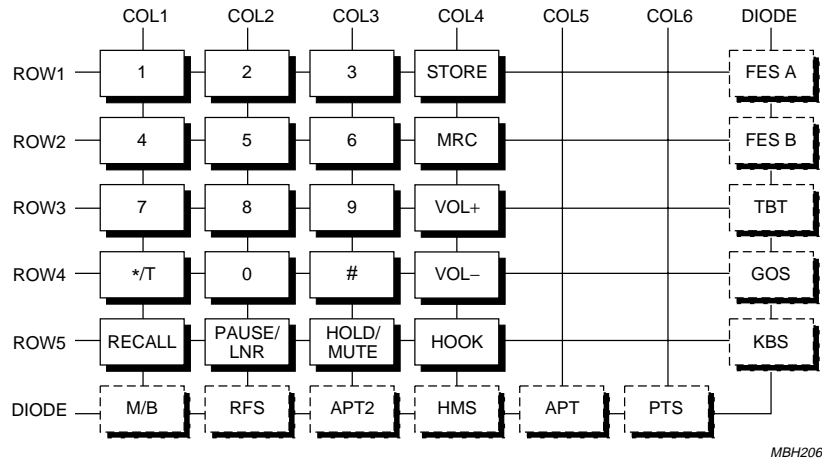 COL1 COL2 COL3 COL4 COL5 COL6 DIODE
ROW1 1 2 3 STORE FES A
ROW2 4 5 6 MRC FES B
ROW3 7 8 9 VOL+ TBT
ROW4 */T 0 # VOL− GOS
ROW5 RECALL PAUSE/ HOLD/ HOOK KBS
LNR MUTE
DIODE M/B RFS APT2 HMS APT PTS
MBH206